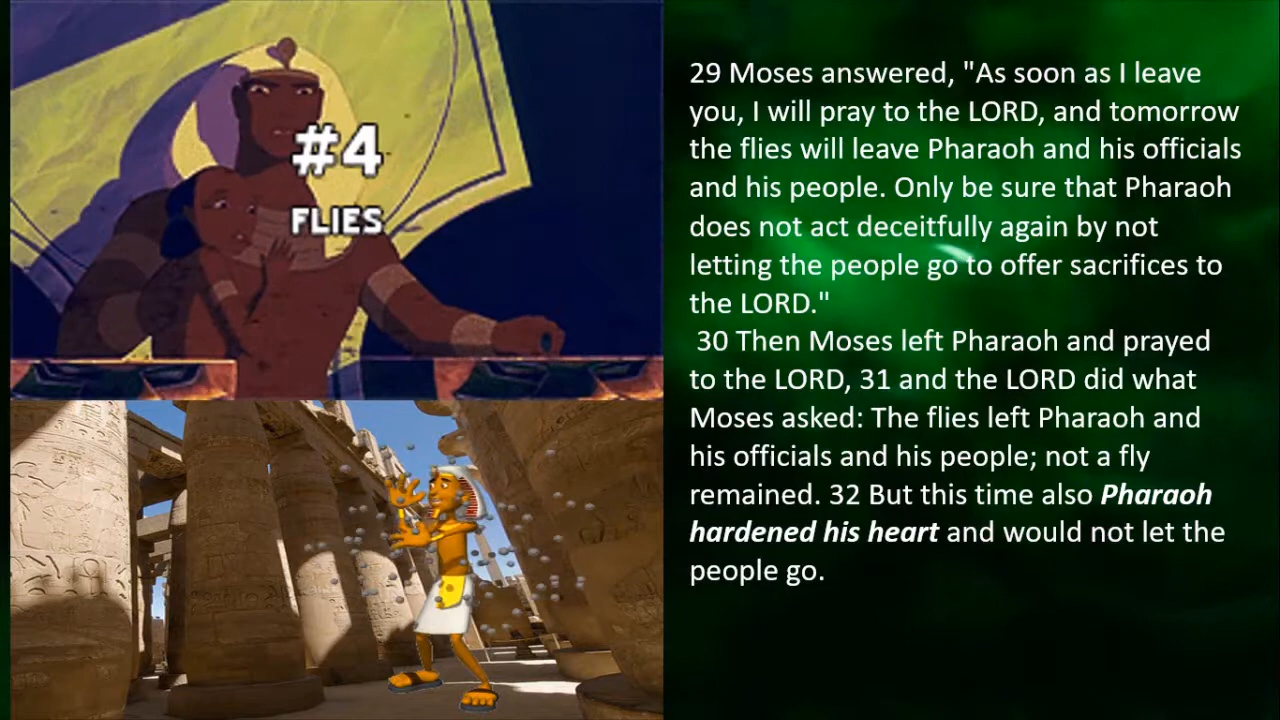 #4
FLIES
29 Moses answered, "As soon as I leave
you, I will pray to the LORD, and tomorrow
the flies will leave Pharaoh and his officials
and his people. Only be sure that Pharaoh
does not act deceitfully again by not
letting the people go to offer sacrifices to
the LORD."
30 Then Moses left Pharaoh and prayed
to the LORD, 31 and the LORD did what
Moses asked: The flies left Pharaoh and
his officials and his people; not a fly
remained. 32 But this time also Pharaoh
hardened his heart and would not let the
people go.